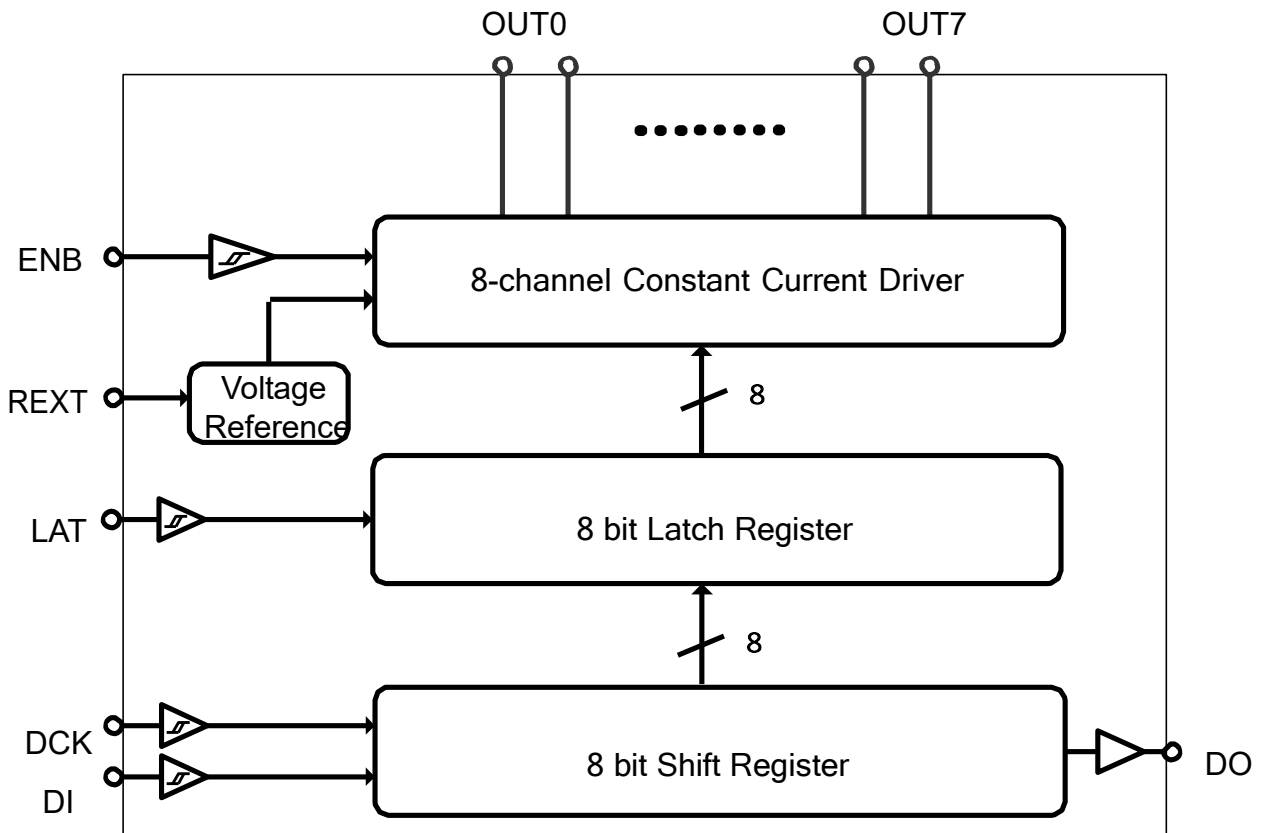 OUT0
OUT7
ENB
8-channel Constant Current Driver
REXT
Voltage
Reference
8
LAT
8 bit Latch Register
8
DCK
8 bit Shift Register
DO
DI